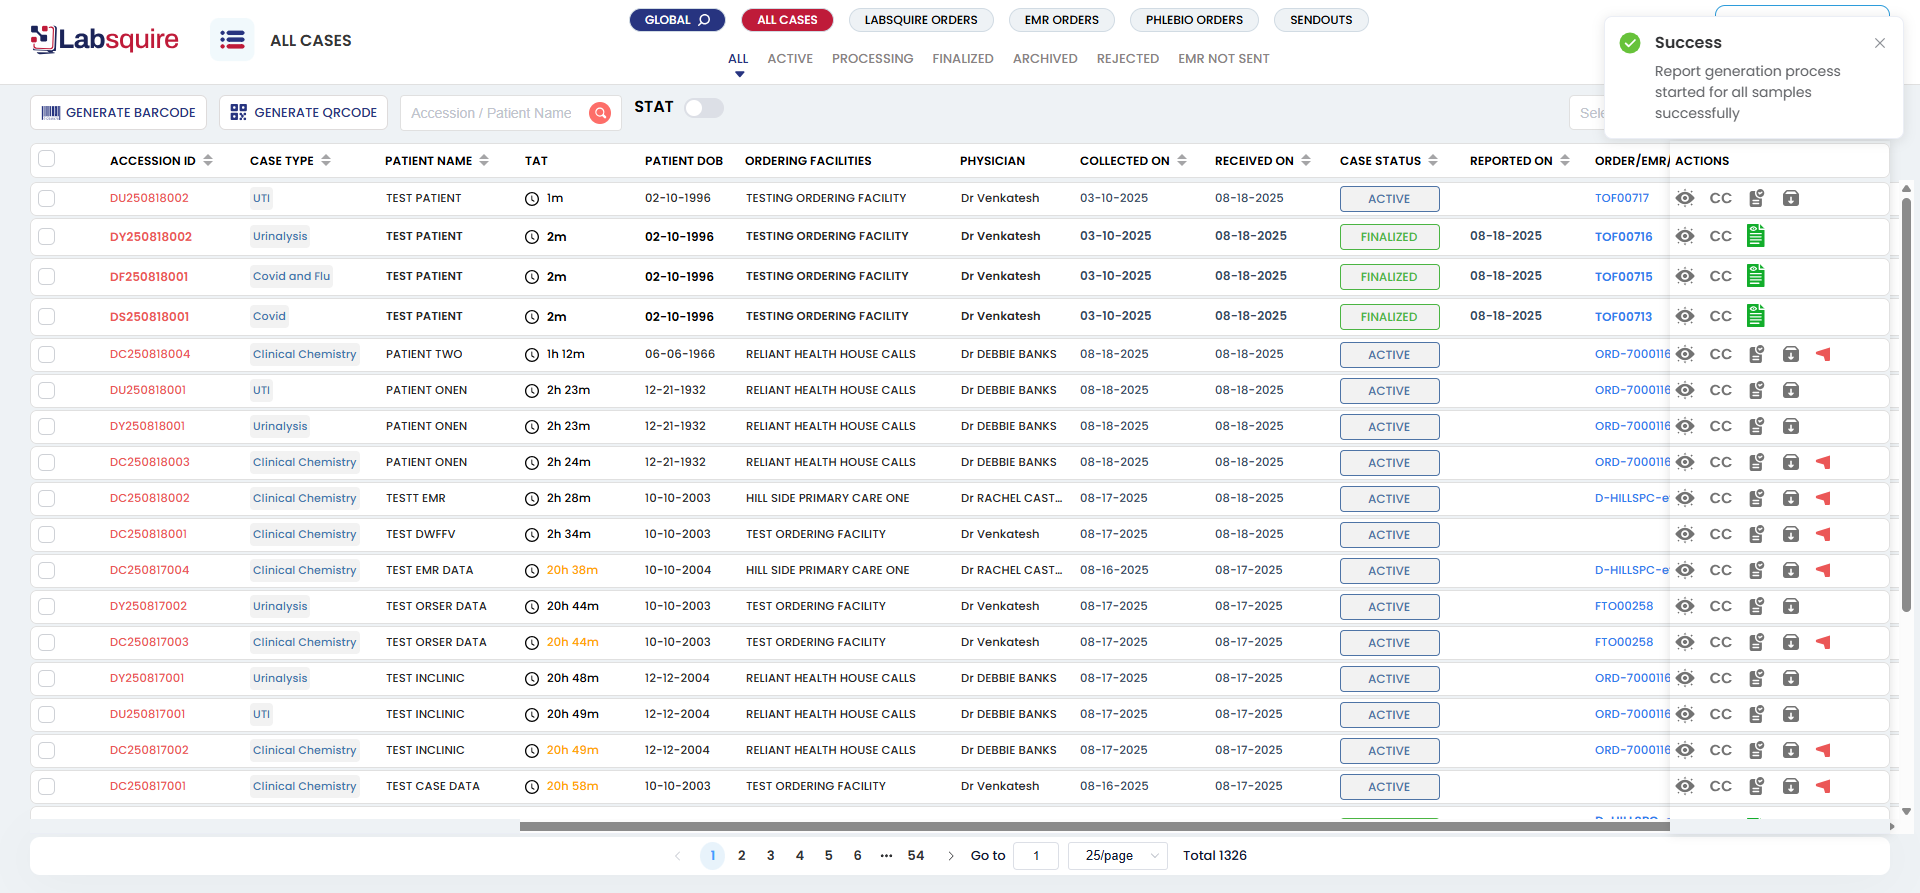 Labsquire
ALL CASES
GLOBAL
ALL CASES
LABSQUIRE ORDERS
EMR ORDERS
PHLEBIO ORDERS
SENDOUTS
ALL ACTIVE PROCESSING FINALIZED ARCHIVED REJECTED EMR NOT SENT
Success
Report generation process
started for all samples
successfully
GENERATE BARCODE
GENERATE QRCODE
Accession / Patient Name
STAT
ACCESSION ID CASE TYPE PATIENT NAME TAT PATIENT DOB ORDERING FACILITIES PHYSICIAN COLLECTED ON RECEIVED ON CASE STATUS REPORTED ON ORDER/EMR/ ACTIONS
DU250818002 UTI TEST PATIENT 1m 02-10-1996 TESTING ORDERING FACILITY Dr Venkatesh 03-10-2025 08-18-2025 ACTIVE TOF00717 CC
DY250818002 Urinalysis TEST PATIENT 2m 02-10-1996 TESTING ORDERING FACILITY Dr Venkatesh 03-10-2025 08-18-2025 FINALIZED 08-18-2025 TOF00716 CC
DF250818001 Covid and Flu TEST PATIENT 2m 02-10-1996 TESTING ORDERING FACILITY Dr Venkatesh 03-10-2025 08-18-2025 FINALIZED 08-18-2025 TOF00715 CC
DS250818001 Covid TEST PATIENT 2m 02-10-1996 TESTING ORDERING FACILITY Dr Venkatesh 03-10-2025 08-18-2025 FINALIZED 08-18-2025 TOF00713 CC
DC250818004 Clinical Chemistry PATIENT TWO 1h 12m 06-06-1966 RELIANT HEALTH HOUSE CALLS Dr DEBBIE BANKS 08-18-2025 08-18-2025 ACTIVE ORD-7000116 CC
DU250818001 UTI PATIENT ONEN 2h 23m 12-21-1932 RELIANT HEALTH HOUSE CALLS Dr DEBBIE BANKS 08-18-2025 08-18-2025 ACTIVE ORD-7000116 CC
DY250818001 Urinalysis PATIENT ONEN 2h 23m 12-21-1932 RELIANT HEALTH HOUSE CALLS Dr DEBBIE BANKS 08-18-2025 08-18-2025 ACTIVE ORD-7000116 CC
DC250818003 Clinical Chemistry PATIENT ONEN 2h 24m 12-21-1932 RELIANT HEALTH HOUSE CALLS Dr DEBBIE BANKS 08-18-2025 08-18-2025 ACTIVE ORD-7000116 CC
DC250818002 Clinical Chemistry TESTT EMR 2h 28m 10-10-2003 HILL SIDE PRIMARY CARE ONE Dr RACHEL CAST... 08-17-2025 08-18-2025 ACTIVE D-HILLSPC-e CC
DC250818001 Clinical Chemistry TEST DWFFV 2h 34m 10-10-2003 TEST ORDERING FACILITY Dr Venkatesh 08-17-2025 08-18-2025 ACTIVE CC
DC250817004 Clinical Chemistry TEST EMR DATA 20h 38m 10-10-2004 HILL SIDE PRIMARY CARE ONE Dr RACHEL CAST... 08-16-2025 08-17-2025 ACTIVE D-HILLSPC-e CC
DY250817002 Urinalysis TEST ORSER DATA 20h 44m 10-10-2003 TEST ORDERING FACILITY Dr Venkatesh 08-17-2025 08-17-2025 ACTIVE FTO00258 CC
DC250817003 Clinical Chemistry TEST ORSER DATA 20h 44m 10-10-2003 TEST ORDERING FACILITY Dr Venkatesh 08-17-2025 08-17-2025 ACTIVE FTO00258 CC
DY250817001 Urinalysis TEST INCLINIC 20h 48m 12-12-2004 RELIANT HEALTH HOUSE CALLS Dr DEBBIE BANKS 08-17-2025 08-17-2025 ACTIVE ORD-7000116 CC
DU250817001 UTI TEST INCLINIC 20h 49m 12-12-2004 RELIANT HEALTH HOUSE CALLS Dr DEBBIE BANKS 08-17-2025 08-17-2025 ACTIVE ORD-7000116 CC
DC250817002 Clinical Chemistry TEST INCLINIC 20h 49m 12-12-2004 RELIANT HEALTH HOUSE CALLS Dr DEBBIE BANKS 08-17-2025 08-17-2025 ACTIVE ORD-7000116 CC
DC250817001 Clinical Chemistry TEST CASE DATA 20h 58m 10-10-2003 TEST ORDERING FACILITY Dr Venkatesh 08-16-2025 08-17-2025 ACTIVE CC
1 2 3 4 5 6 ••• 54 Go to 1 25/page Total 1326